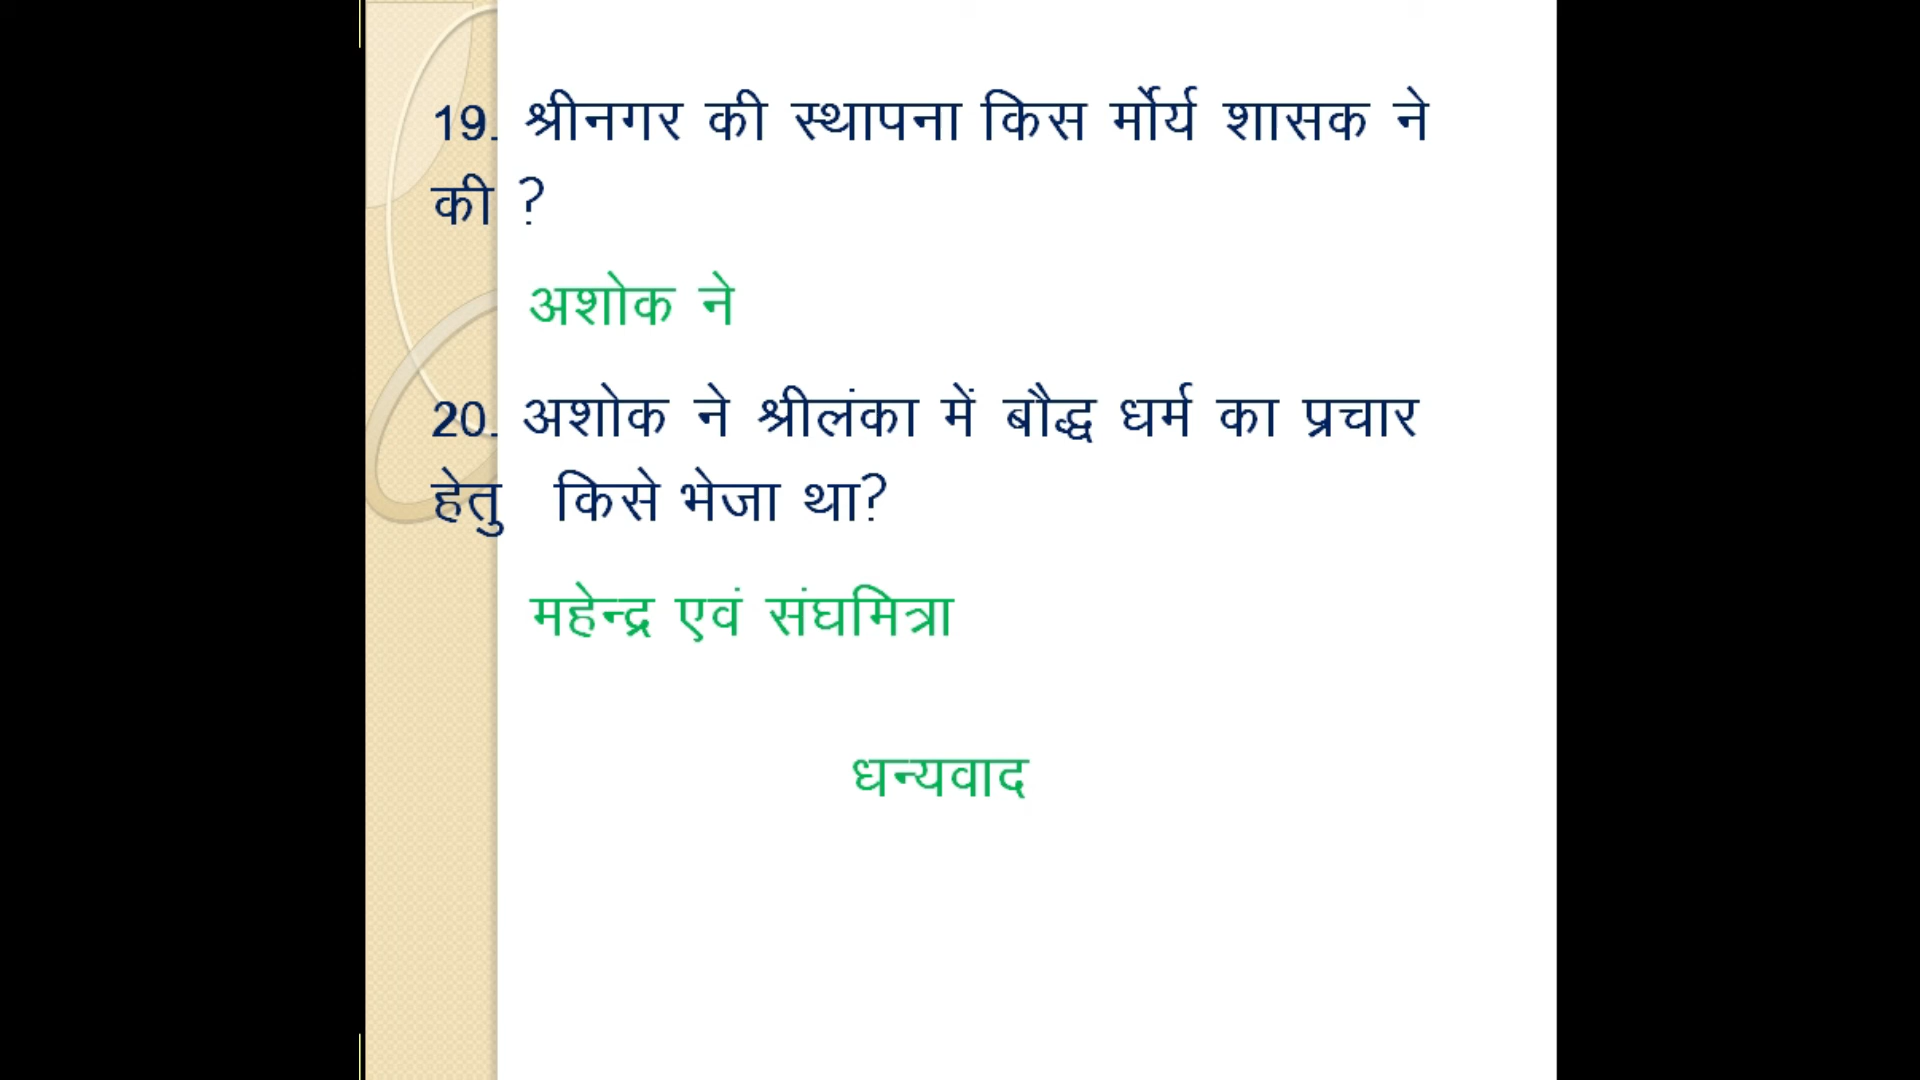 19. श्रीनगर की स्थापना किस र्मोर्य शासक ने
की ?
अशोक ने
20. अशोक ने श्रीलंका में बौद्ध धर्म का प्रचार
हेतु किसे भेजा था?
महेन्द्र एवं संघमित्रा
धन्यवाद